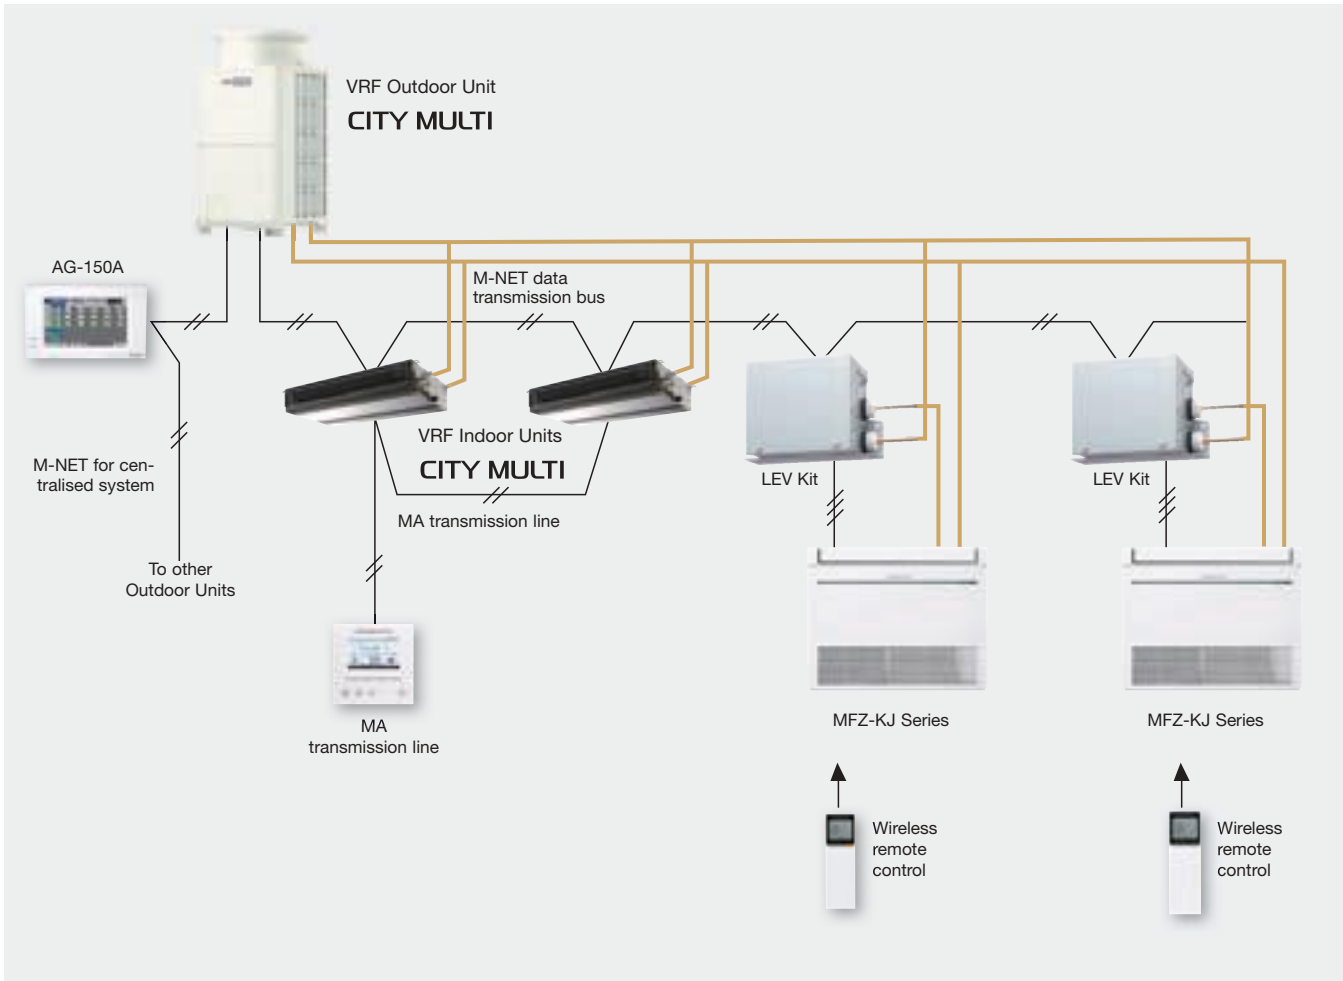 VRF Outdoor Unit
CITY MULTI
AG-150A
M-NET data
transmission bus
VRF Indoor Units
CITY MULTI
M-NET for cen-
tralised system
LEV Kit
LEV Kit
MA transmission line
To other
Outdoor Units
MA
transmission line
MFZ-KJ Series
MFZ-KJ Series
Wireless
remote
control
Wireless
remote
control